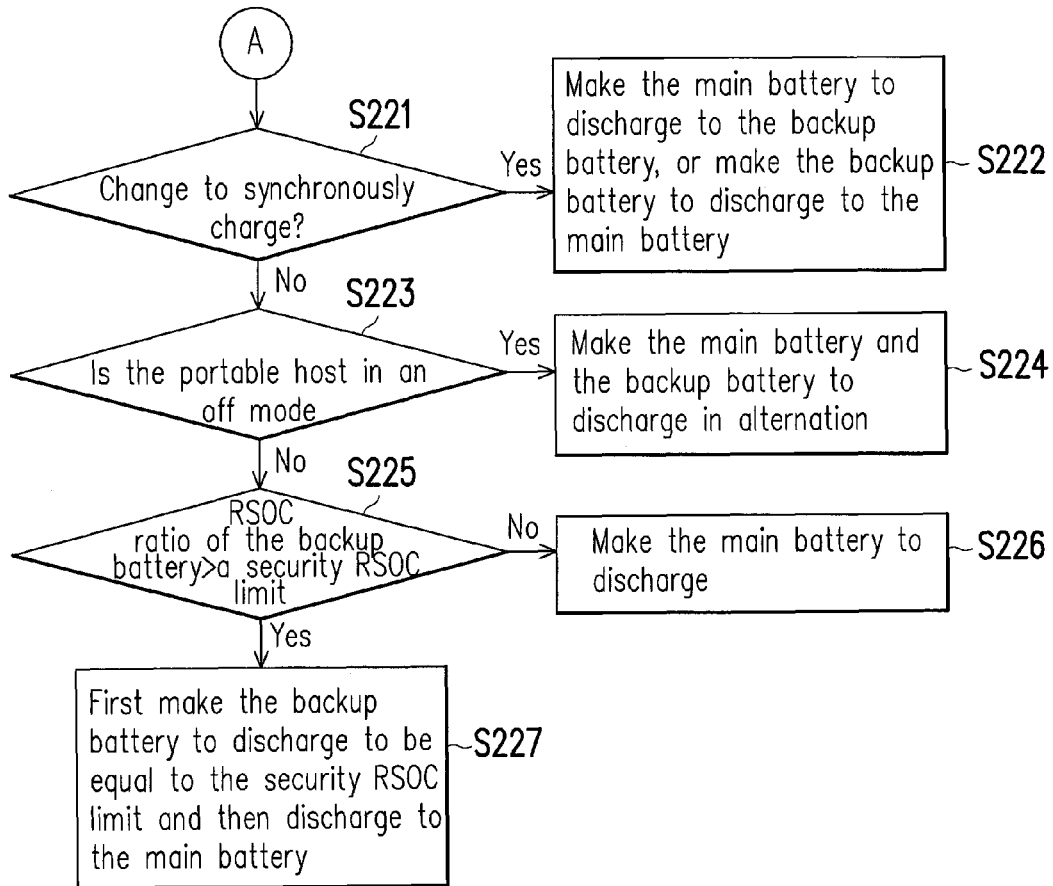 A
S221
Change to synchronously
charge?
Yes
Make the main battery to
discharge to the backup
battery, or make the backup
battery to discharge to the
main battery
S222
No
S223
Is the portable host in an
off mode
Yes
Make the main battery and
the backup battery to
discharge in alternation
S224
No
S225
RSOC
ratio of the backup
battery>a security RSOC
limit
No
Make the main battery to
discharge
S226
Yes
First make the backup
battery to discharge to be
equal to the security RSOC
limit and then discharge to
the main battery
S227